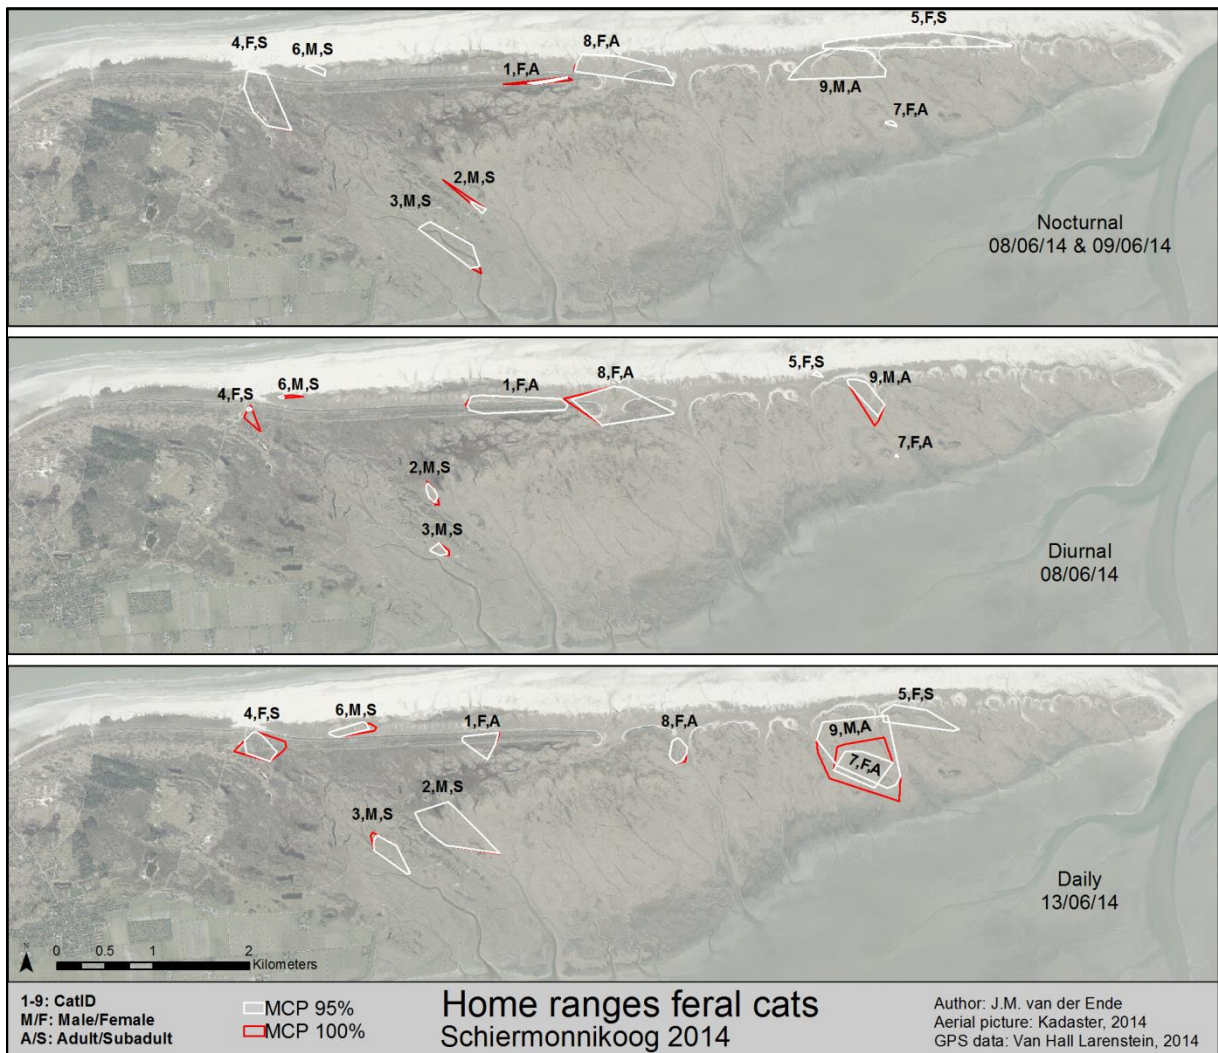 5,F,S
4,F,S
6,M,S
8,F,A
1,F,A
9,M,A
7,F,A
2,M,S
3,M,S
Nocturnal
08/06/14 & 09/06/14
5,F,S
8,F,A
9,M,A
6,M,S
1,F,A
4,F,S
7,F,A
2,M,S
3,M,S
Diurnal
08/06/14
5,F,S
4,F,S
6,M,S
1,F,A
8,F,A
9,M,A
7,F,A
2,M,S
3,M,S
Daily
13/06/14
N
0 0.5 1 2
Kilometers
1-9: CatID
M/F: Male/Female
A/S: Adult/Subadult
MCP 95%
MCP 100%
Home ranges feral cats
Schiermonnikoog 2014
Author: J.M. van der Ende
Aerial picture: Kadaster, 2014
GPS data: Van Hall Larenstein, 2014